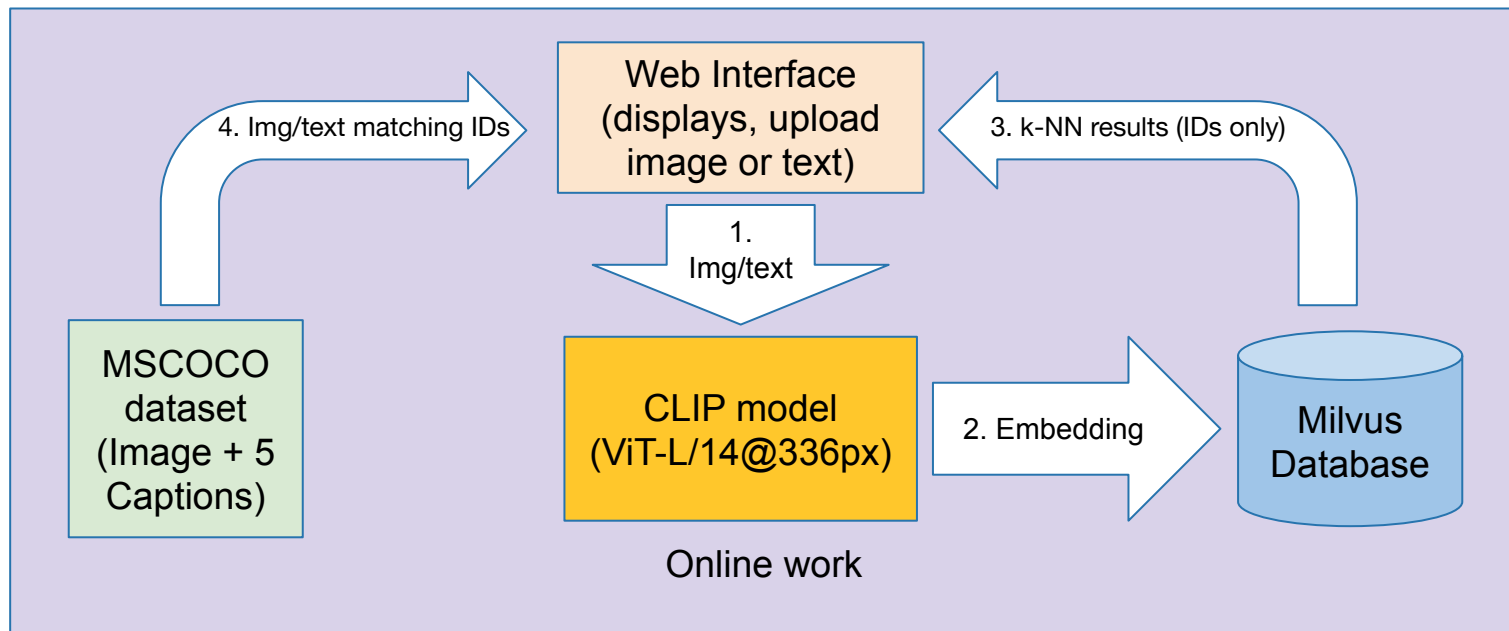 Web Interface
(displays, upload
image or text)
4. Img/text matching IDs
3. k-NN results (IDs only)
1.
Img/text
MSCOCO
dataset
(Image + 5
Captions)
CLIP model
(ViT-L/14@336px)
2. Embedding
Milvus
Database
Online work